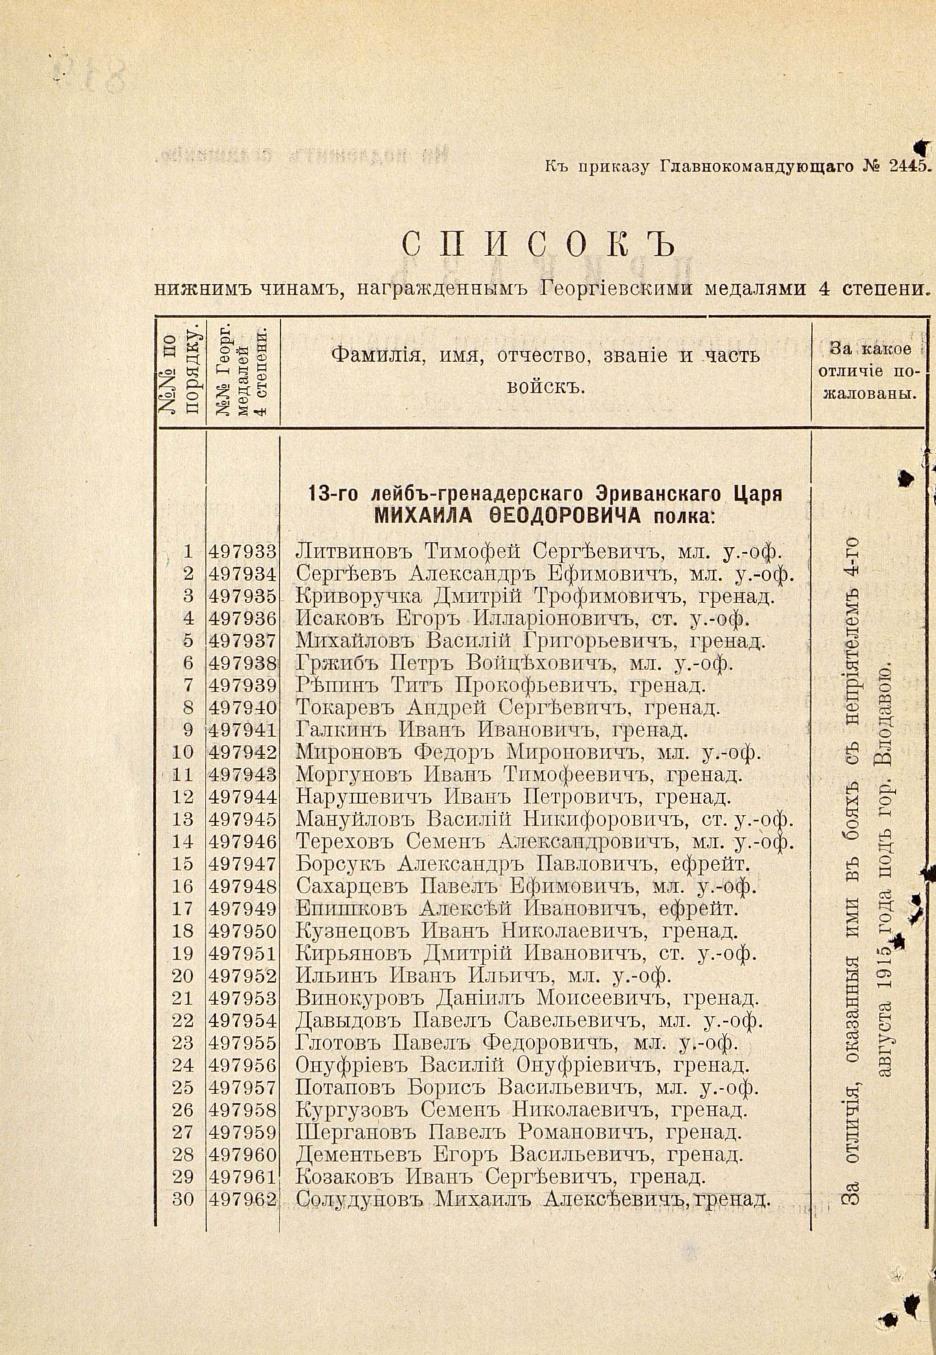 Къ приказу Главнокомандующаго № 2445.
СПИСОКЪ
нижнимъ чинамъ, награжденнымъ Георгіевскими медалями 4 степени.
№№ по порядку.
№№ Георг. медалей 4 степени.
Фамилія, имя, отчество, званіе и часть
войскъ.
За какое
отличіе по-
жалованы.
13-го лейбъ-гренадерскаго Эриванскаго Царя
МИХАИЛА ѲЕОДОРОВИЧА полка:
1 497933 Литвиновъ Тимофей Сергѣевичъ, мл. у.-оф.
2 497934 Сергѣевъ Александръ Ефимовичъ, мл. у.-оф.
3 497935 Криворучка Дмитрій Трофимовичъ, гренад.
4 497936 Исаковъ Егоръ Илларіоновичъ, ст. у.-оф.
5 497937 Михайловъ Василій Григорьевичъ, гренад.
6 497938 Гржибъ Петръ Войцѣховичъ, мл. у.-оф.
7 497939 Рѣпинъ Титъ Прокофьевичъ, гренад.
8 497940 Токаревъ Андрей Сергѣевичъ, гренад.
9 497941 Галкинъ Иванъ Ивановичъ, гренад.
10 497942 Мироновъ Федоръ Мироновичъ, мл. у.-оф.
11 497943 Моргуновъ Иванъ Тимофеевичъ, гренад.
12 497944 Нарушевичъ Иванъ Петровичъ, гренад.
13 497945 Мануйловъ Василій Никифоровичъ, ст. у.-оф.
14 497946 Тереховъ Семенъ Александровичъ, мл. у.-оф.
15 497947 Борсукъ Александръ Павловичъ, ефрейт.
16 497948 Сахарцевъ Павелъ Ефимовичъ, мл. у.-оф.
17 497949 Епишковъ Алексѣй Ивановичъ, ефрейт.
18 497950 Кузнецовъ Иванъ Николаевичъ, гренад.
19 497951 Кирьяновъ Дмитрій Ивановичъ, ст. у.-оф.
20 497952 Ильинъ Иванъ Ильичъ, мл. у.-оф.
21 497953 Винокуровъ Даніилъ Моисеевичъ, гренад.
22 497954 Давыдовъ Павелъ Савельевичъ, мл. у.-оф.
23 497955 Глотовъ Павелъ Федоровичъ, мл. у.-оф.
24 497956 Онуфріевъ Василій Онуфріевичъ, гренад.
25 497957 Потаповъ Борисъ Васильевичъ, мл. у.-оф.
26 497958 Кургузовъ Семенъ Николаевичъ, гренад.
27 497959 Шергановъ Павелъ Романовичъ, гренад.
28 497960 Дементьевъ Егоръ Васильевичъ, гренад.
29 497961 Козаковъ Иванъ Сергѣевичъ, гренад.
30 497962 Солудуновъ Михаилъ Алексѣевичъ, гренад.
За отличія, оказанныя ими въ бояхъ съ непріятелемъ 4-го
августа 1915 года подъ гор. Влодавою.